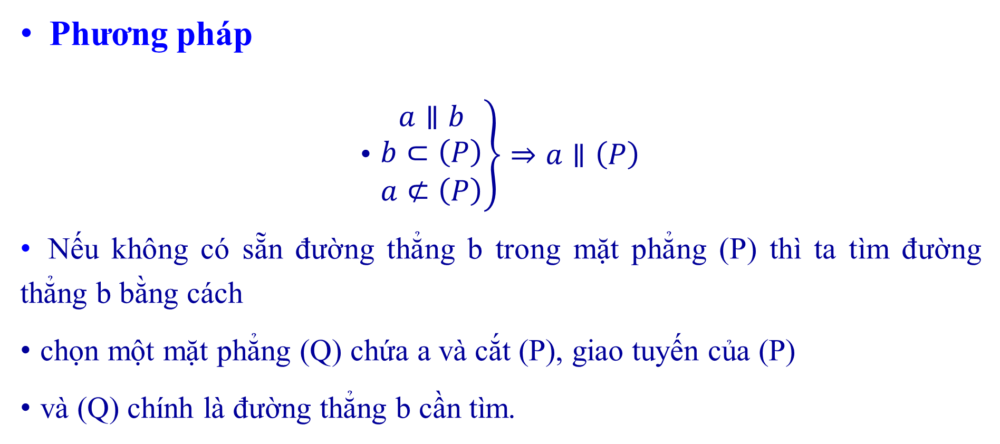 • Phương pháp
a ∥ b
• b ⊂ (P)
a ⊄ (P)
} ⇒ a ∥ (P)
• Nếu không có sẵn đường thẳng b trong mặt phẳng (P) thì ta tìm đường
thẳng b bằng cách
• chọn một mặt phẳng (Q) chứa a và cắt (P), giao tuyến của (P)
• và (Q) chính là đường thẳng b cần tìm.